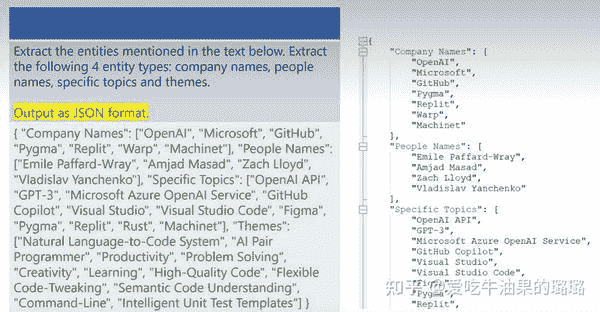 Extract the entities mentioned in the text below. Extract
the following 4 entity types: company names, people
names, specific topics and themes.
Output as JSON format.
{ "Company Names": ["OpenAI", "Microsoft", "GitHub",
"Pygma", "Replit", "Warp", "Machinet"], "People Names":
["Emile Paffard-Wray", "Amjad Masad", "Zach Lloyd",
"Vladislav Yanchenko"], "Specific Topics": ["OpenAI API",
"GPT-3", "Microsoft Azure OpenAI Service", "GitHub
Copilot", "Visual Studio", "Visual Studio Code", "Figma",
"Pygma", "Replit", "Rust", "Machinet"], "Themes":
["Natural Language-to-Code System", "AI Pair
Programmer", "Productivity", "Problem Solving",
"Creativity", "Learning", "High-Quality Code", "Flexible
Code-Tweaking", "Semantic Code Understanding",
"Command-Line", "Intelligent Unit Test Templates"] }
{
"Company Names": [
"OpenAI",
"Microsoft",
"GitHub",
"Pygma",
"Replit",
"Warp",
"Machinet"
],
"People Names": [
"Emile Paffard-Wray",
"Amjad Masad",
"Zach Lloyd",
"Vladislav Yanchenko"
],
"Specific Topics": [
"OpenAI API",
"GPT-3",
"Microsoft Azure OpenAI Service",
"GitHub Copilot",
"Visual Studio",
"Visual Studio Code",
"Figma",
"Pygma",
"Replit",
知乎 @爱吃牛油果的璐璐